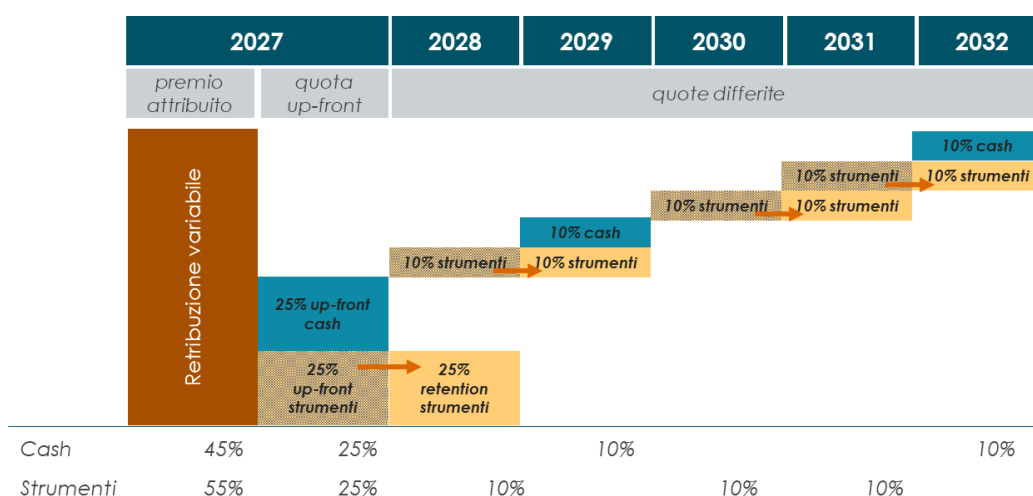 2027 2028 2029 2030 2031 2032
premio
attribuito
quota
up-front
quote differite
Retribuzione variabile
10% cash
10% strumenti 10% strumenti
10% strumenti 10% strumenti
10% cash
10% strumenti 10% strumenti
25% up-front
cash
25%
up-front
strumenti
25%
retention
strumenti
Cash 45% 25% 10% 10%
Strumenti 55% 25% 10% 10% 10%